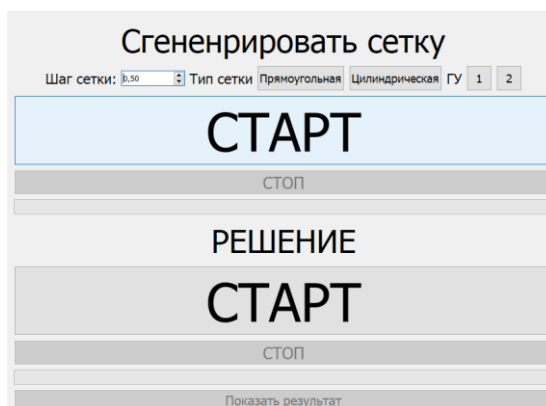 Сгененрировать сетку
Шаг сетки: 0,50 Тип сетки Прямоугольная Цилиндрическая ГУ 1 2
СТАРТ
СТОП
РЕШЕНИЕ
СТАРТ
СТОП
Показать результат